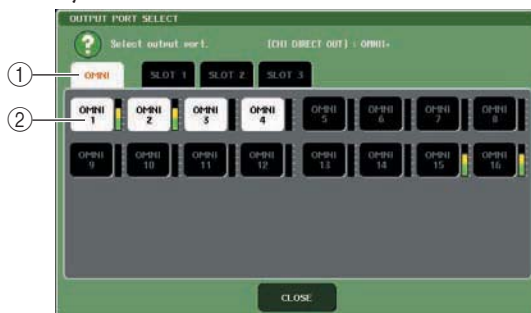 OUTPUT PORT SELECT
? Select output port. [CH1 DIRECT OUT] : OMNI1
① OMNI SLOT 1 SLOT 2 SLOT 3
② OMNI 1 OMNI 2 OMNI 3 OMNI 4 OMNI 5 OMNI 6 OMNI 7 OMNI 8
OMNI 9 OMNI 10 OMNI 11 OMNI 12 OMNI 13 OMNI 14 OMNI 15 OMNI 16
CLOSE